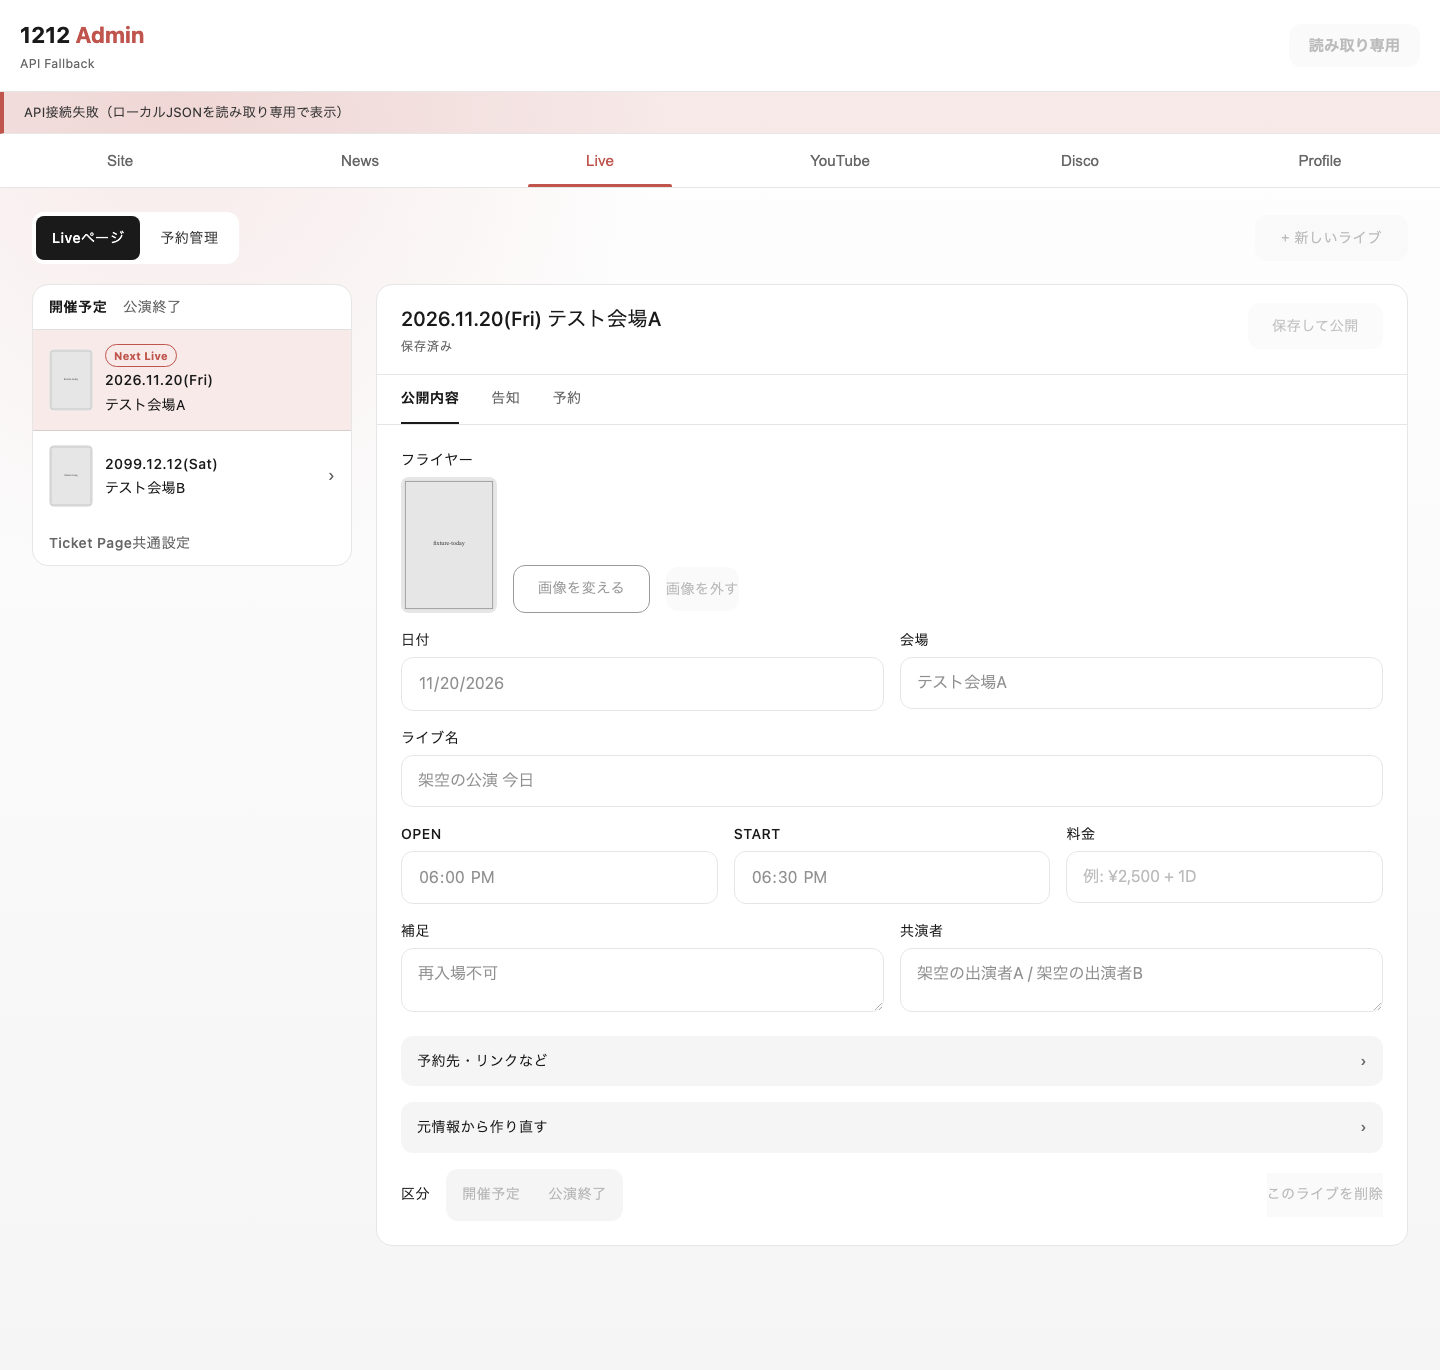 1212 Admin
API Fallback
読み取り専用
API接続失敗（ローカルJSONを読み取り専用で表示）
Site News Live YouTube Disco Profile
Liveページ 予約管理
+ 新しいライブ
開催予定 公演終了
Next Live
2026.11.20(Fri)
テスト会場A
2099.12.12(Sat)
テスト会場B
›
Ticket Page共通設定
2026.11.20(Fri) テスト会場A
保存済み
保存して公開
公開内容 告知 予約
フライヤー
fixture-today
画像を変える 画像を外す
日付 会場
11/20/2026 テスト会場A
ライブ名
架空の公演 今日
OPEN START 料金
06:00 PM 06:30 PM 例: ¥2,500 + 1D
補足 共演者
再入場不可 架空の出演者A / 架空の出演者B
予約先・リンクなど ›
元情報から作り直す ›
区分 開催予定 公演終了 このライブを削除